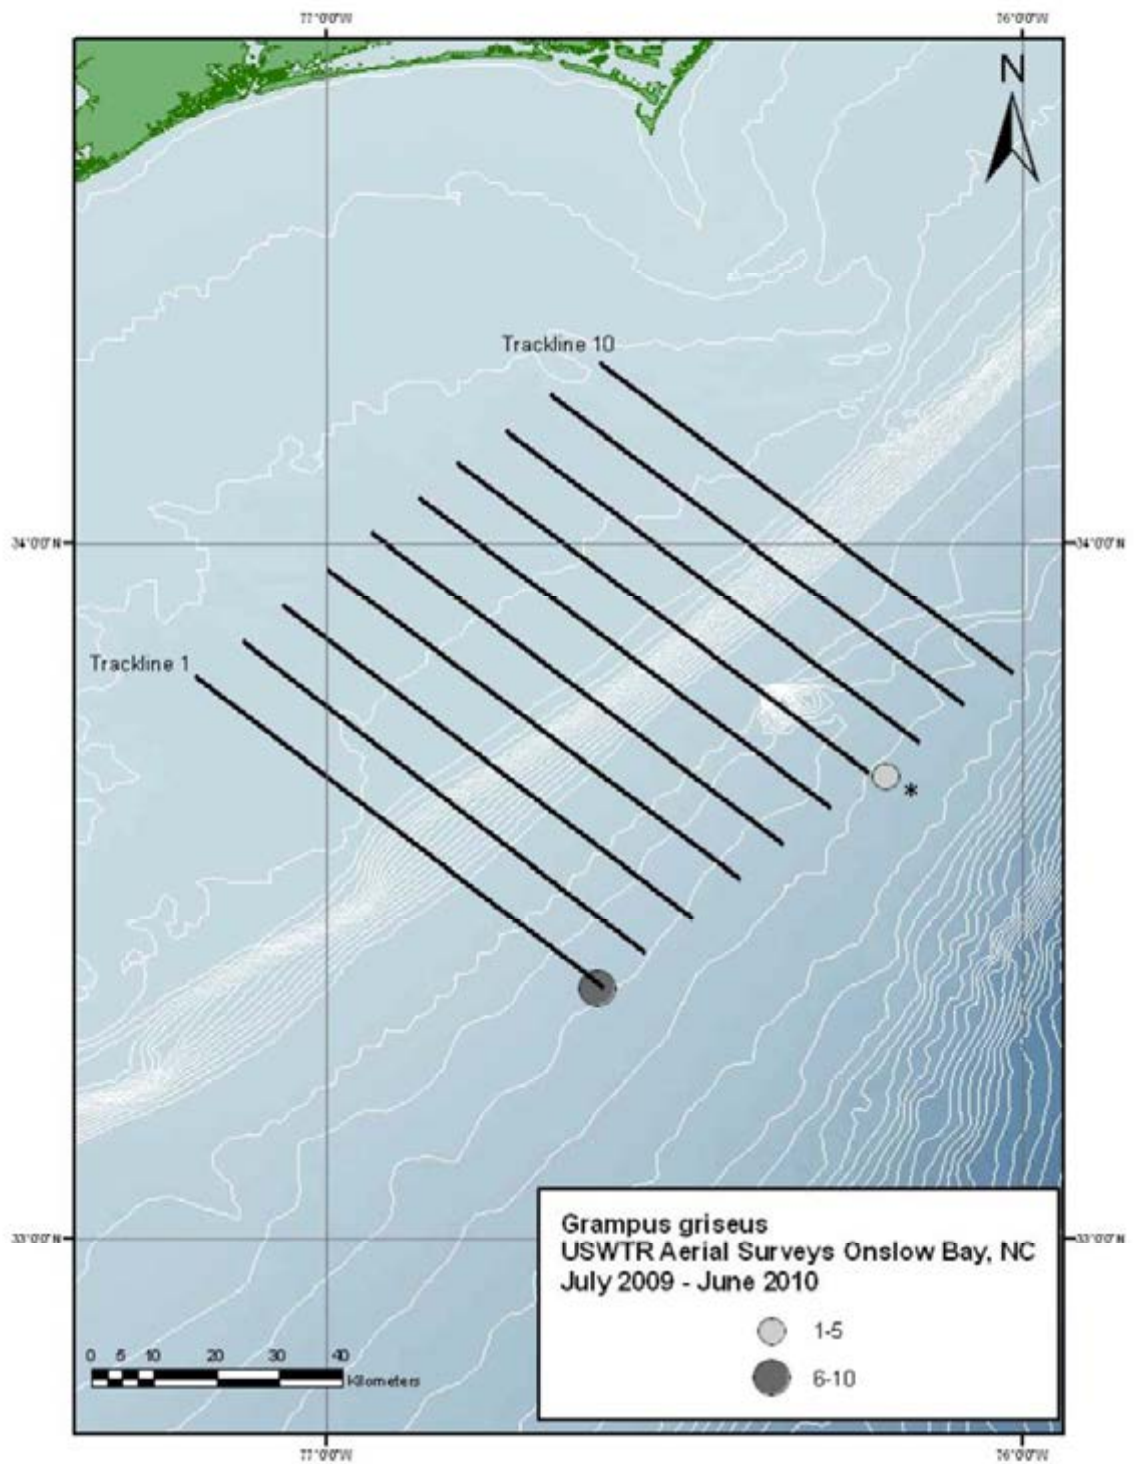 77°0'0"W 76°0'0"W
N
Trackline 10
34°0'0"N 34°0'0"N
Trackline 1
*
33°0'0"N 33°0'0"N
Grampus griseus
USWTR Aerial Surveys Onslow Bay, NC
July 2009 - June 2010
1-5
6-10
0 5 10 20 30 40
Kilometers
77°0'0"W 76°0'0"W